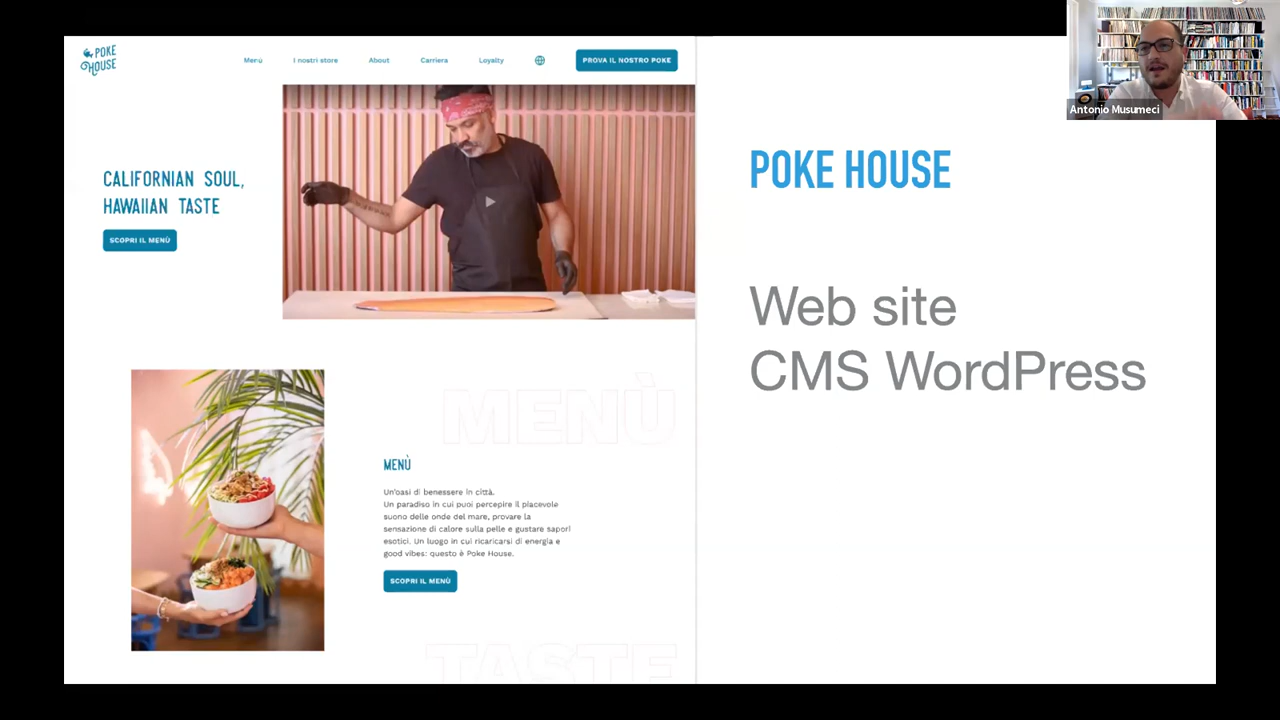 POKE
HOUSE
Menù
I nostri store
About
Carriera
Loyalty
PROVA IL NOSTRO POKE
CALIFORNIAN SOUL,
HAWAIIAN TASTE
SCOPRI IL MENÙ
MENÙ
MENÙ
Un'oasi di benessere in città.
Un paradiso in cui puoi percepire il piacevole
suono delle onde del mare, provare la
sensazione di calore sulla pelle e gustare sapori
esotici. Un luogo in cui ricaricarsi di energia e
good vibes: questo è Poke House.
SCOPRI IL MENÙ
TASTE
POKE HOUSE
Web site
CMS WordPress
Antonio Musumeci